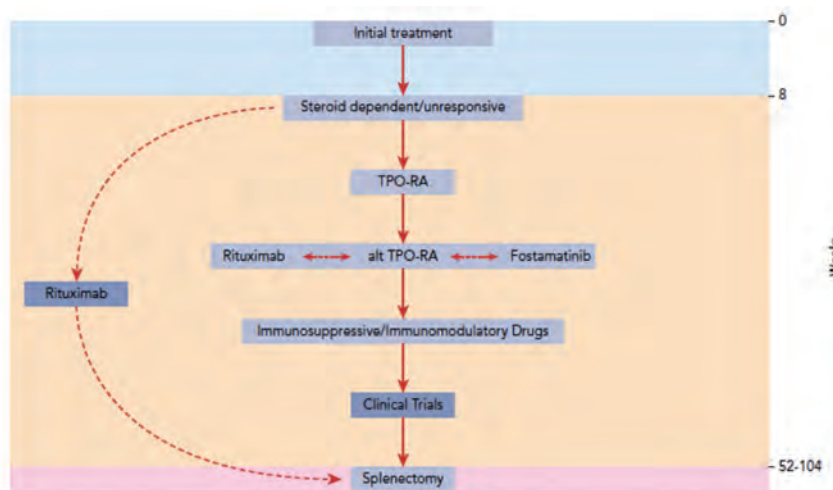 Initial treatment
0
8
Steroid dependent/unresponsive
TPO-RA
Rituximab alt TPO-RA Fostamatinib
Rituximab
Immunosuppressive/Immunomodulatory Drugs
Clinical Trials
52-104
Splenectomy